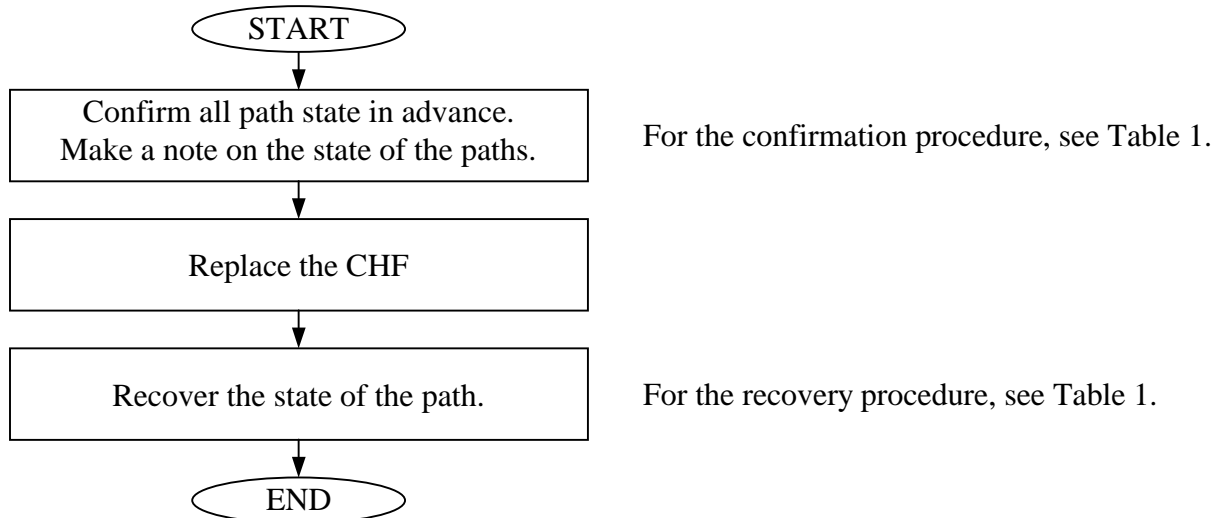 START
Confirm all path state in advance.
Make a note on the state of the paths.
For the confirmation procedure, see Table 1.
Replace the CHF
Recover the state of the path.
For the recovery procedure, see Table 1.
END